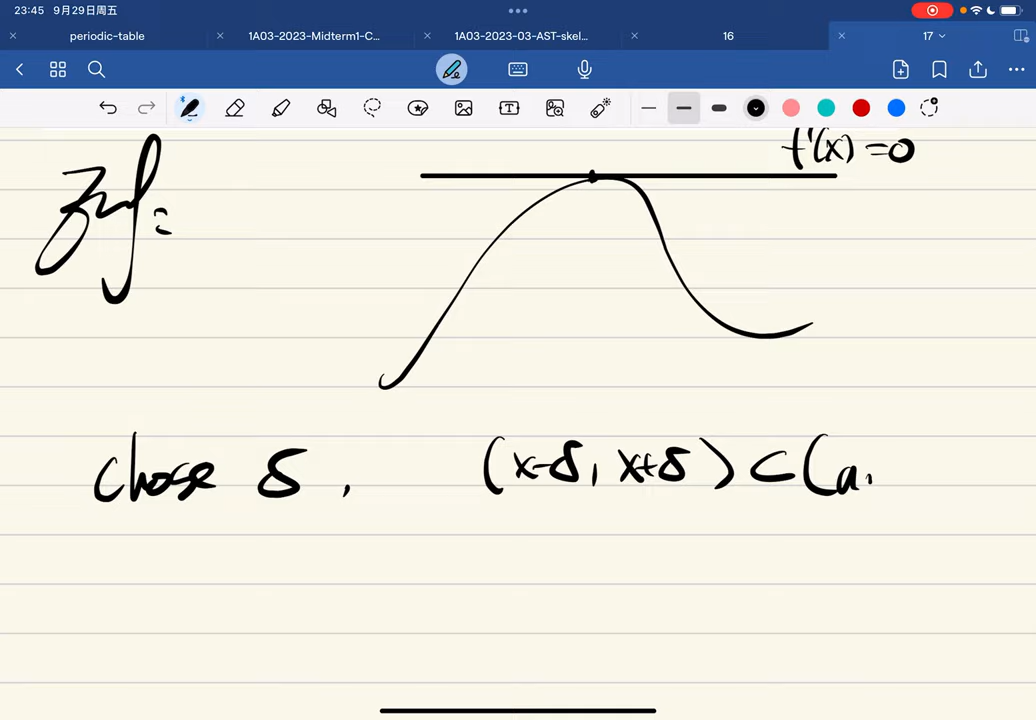 23:45 9月29日周五
periodic-table 1A03-2023-Midterm1-C... 1A03-2023-03-AST-skel... 16 17
f'(x) = 0
chose δ, (x-δ, x+δ) ⊂ (a,